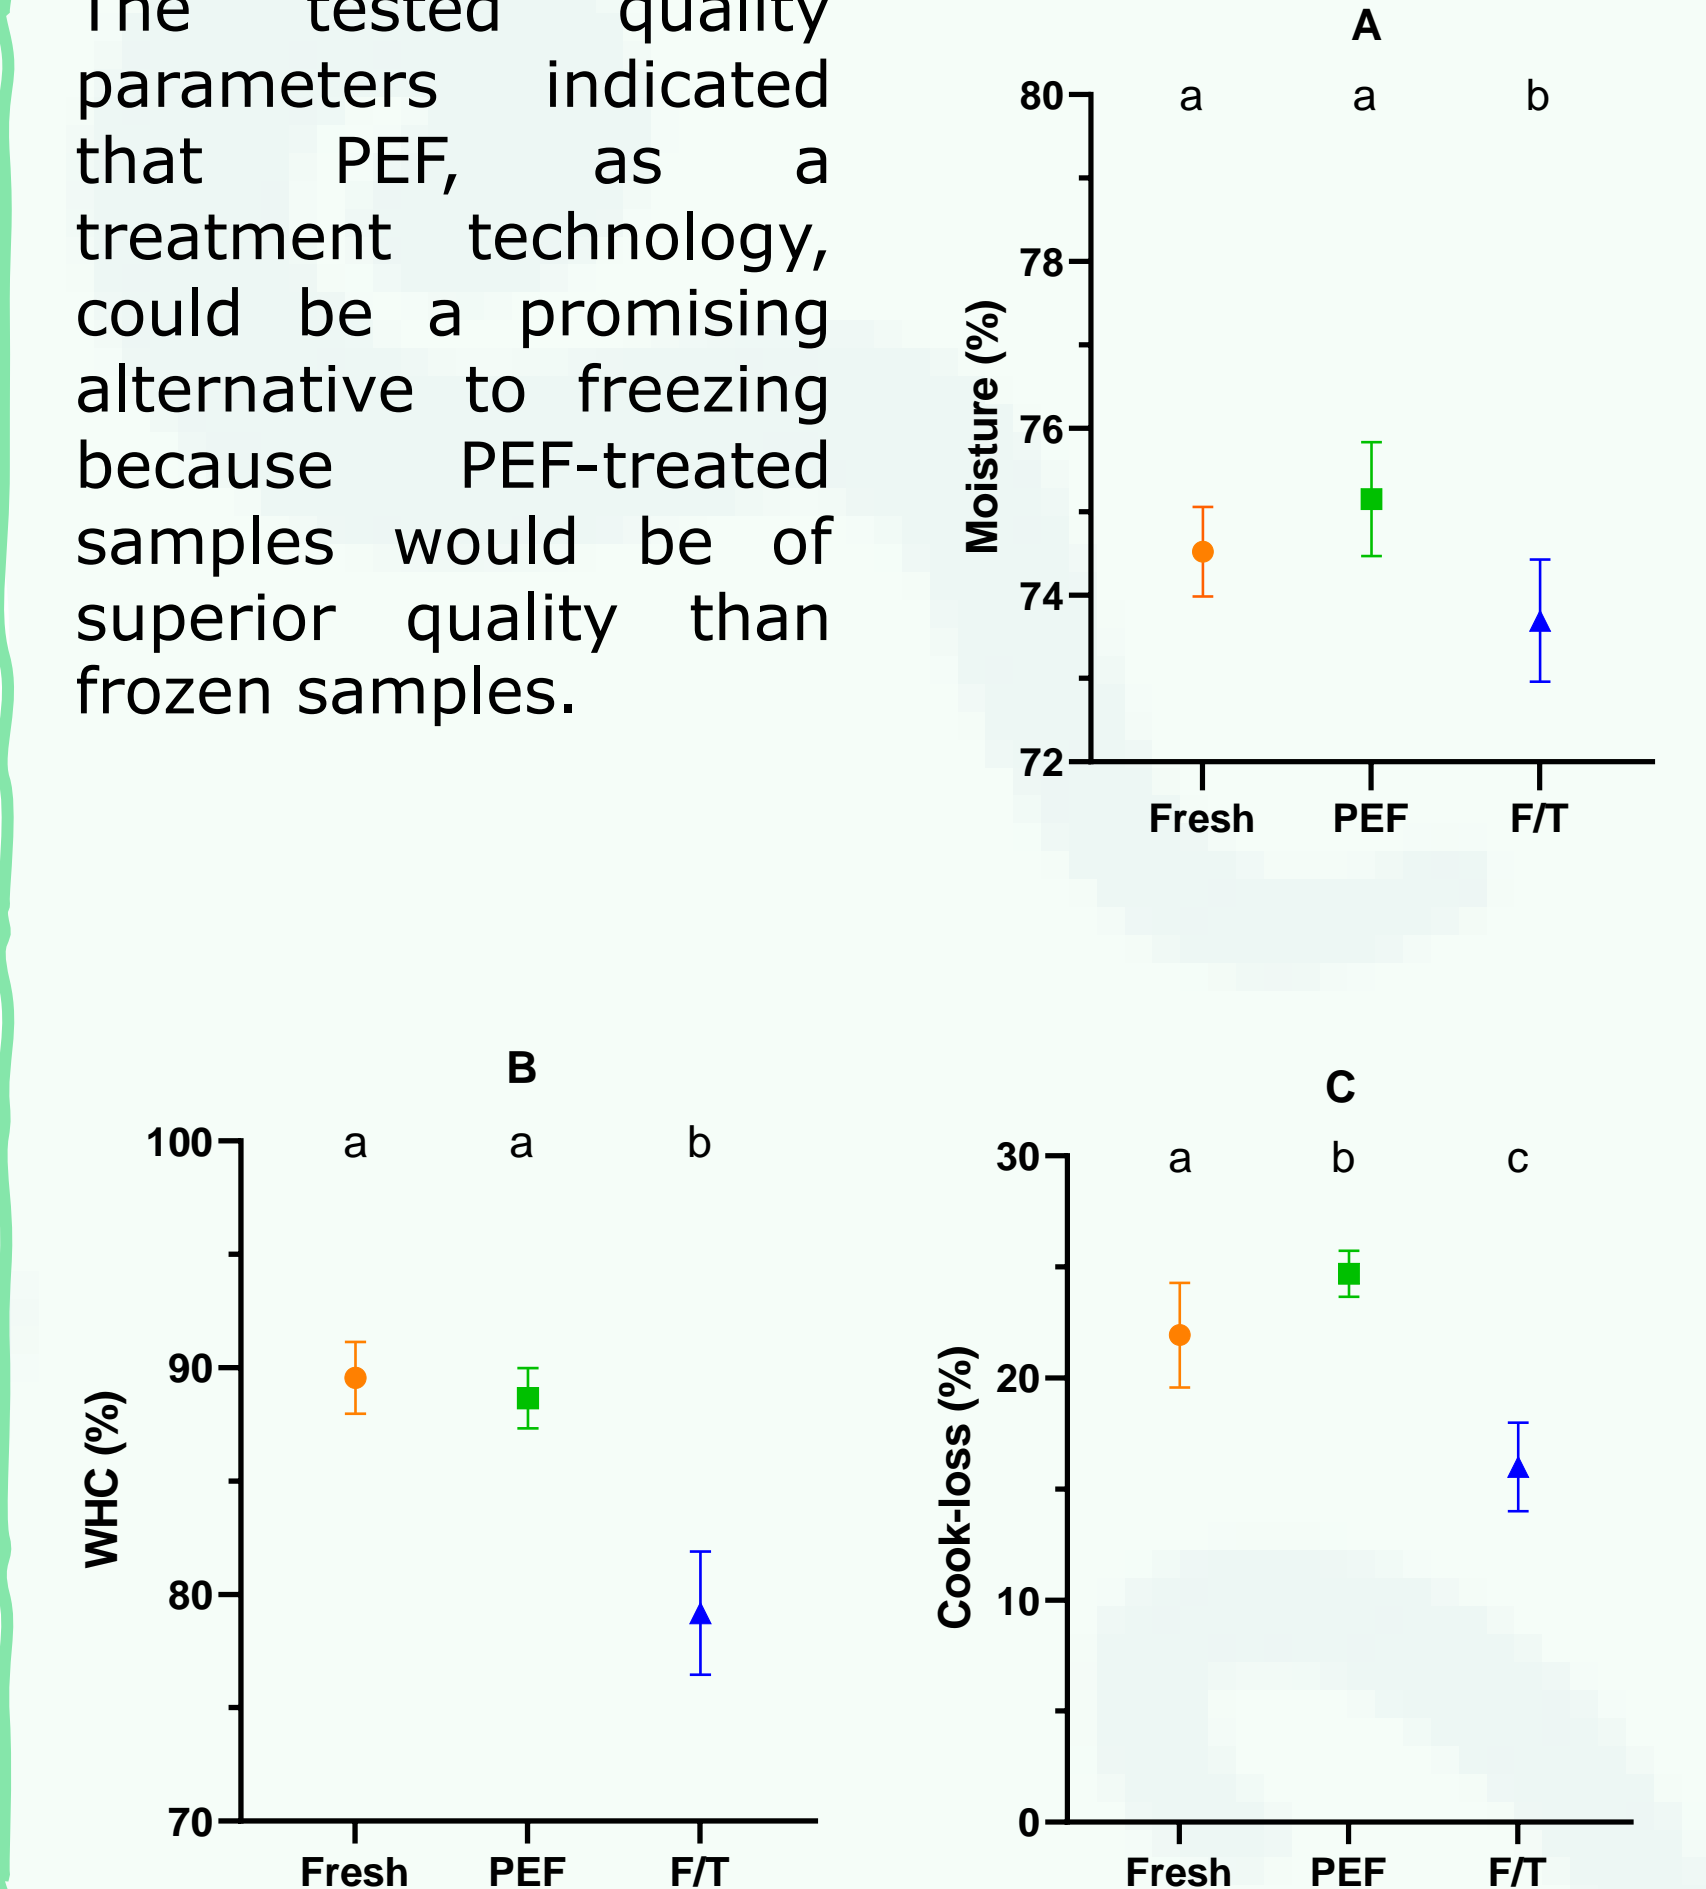 The tested quality
parameters indicated
that PEF, as a
treatment technology,
could be a promising
alternative to freezing
because PEF-treated
samples would be of
superior quality than
frozen samples.
A
a a b
80
78
76
74
72
Moisture (%)
Fresh PEF F/T
B
a a b
100
90
80
70
WHC (%)
Fresh PEF F/T
C
a b c
30
20
10
0
Cook-loss (%)
Fresh PEF F/T